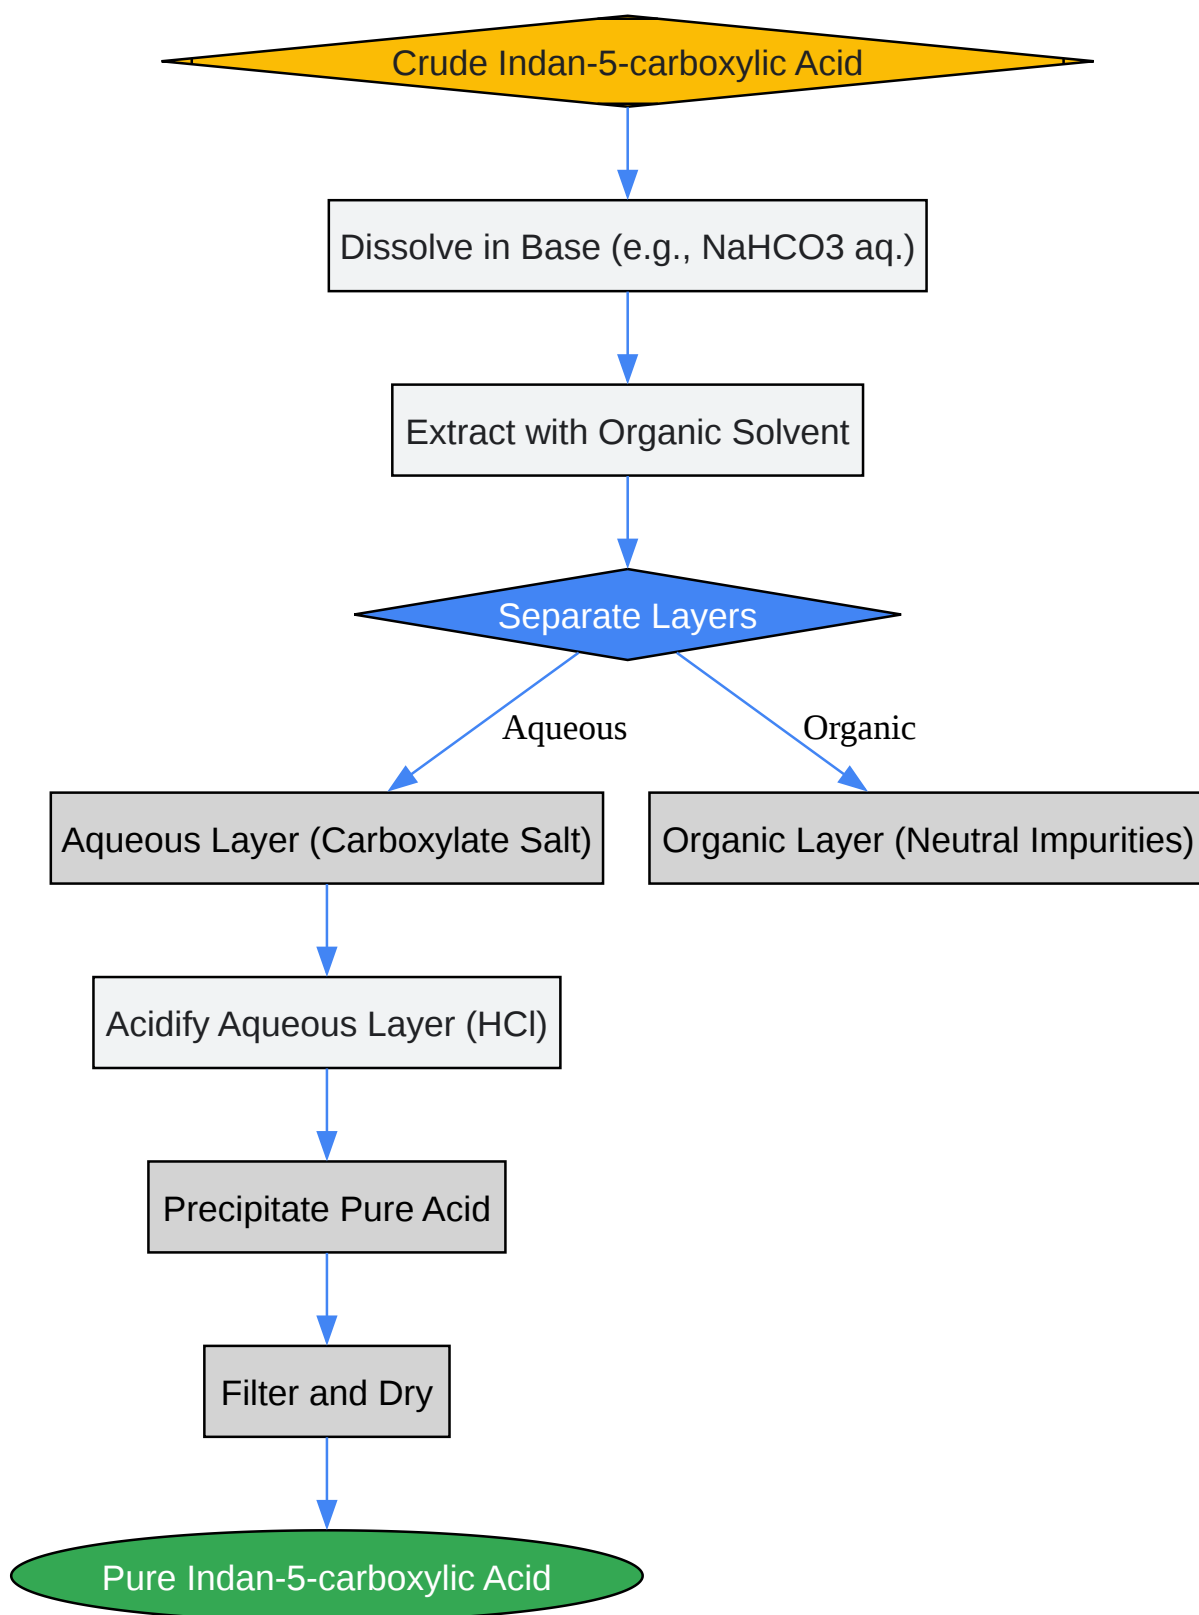 Crude Indan-5-carboxylic Acid
Dissolve in Base (e.g., NaHCO3 aq.)
Extract with Organic Solvent
Separate Layers
Aqueous
Organic
Aqueous Layer (Carboxylate Salt)
Organic Layer (Neutral Impurities)
Acidify Aqueous Layer (HCl)
Precipitate Pure Acid
Filter and Dry
Pure Indan-5-carboxylic Acid